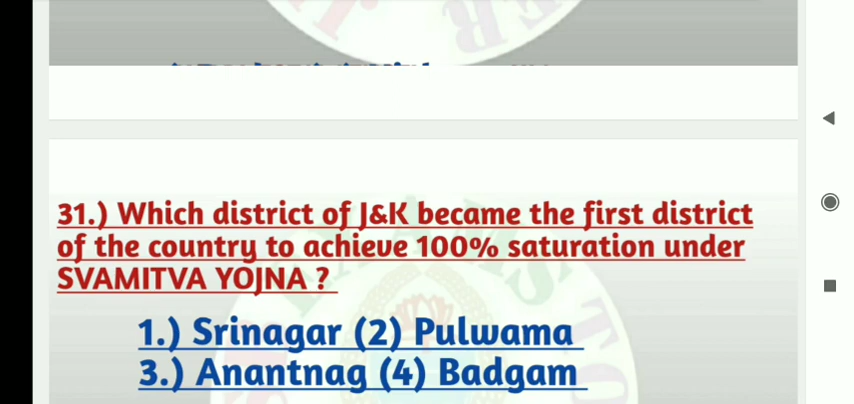 31.) Which district of J&K became the first district
of the country to achieve 100% saturation under
SVAMITVA YOJNA ?
1.) Srinagar (2) Pulwama
3.) Anantnag (4) Badgam